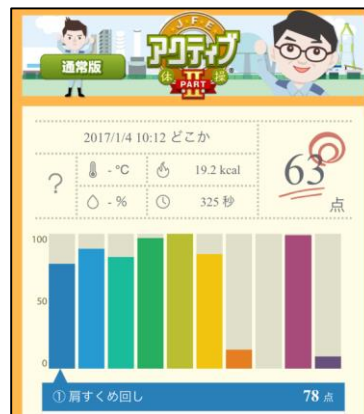 JFE
アクティブ
体操
PART
II
通常版
2017/1/4 10:12 どこか
63
点
?
- °C
19.2 kcal
- %
325 秒
100
50
0
① 肩すくめ回し
78 点